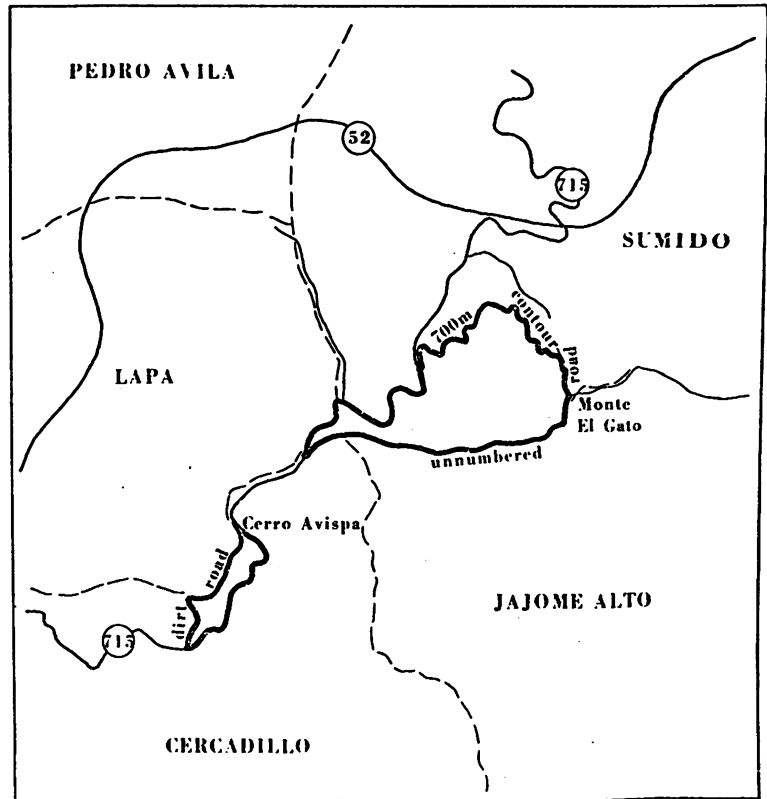 PEDRO AVILA
52
715
SUMIDO
700m
contour
road
LAPA
Monte
El Gato
unnumbered
Cerro Avispa
road
dirt
JAJOME ALTO
715
CERCADILLO